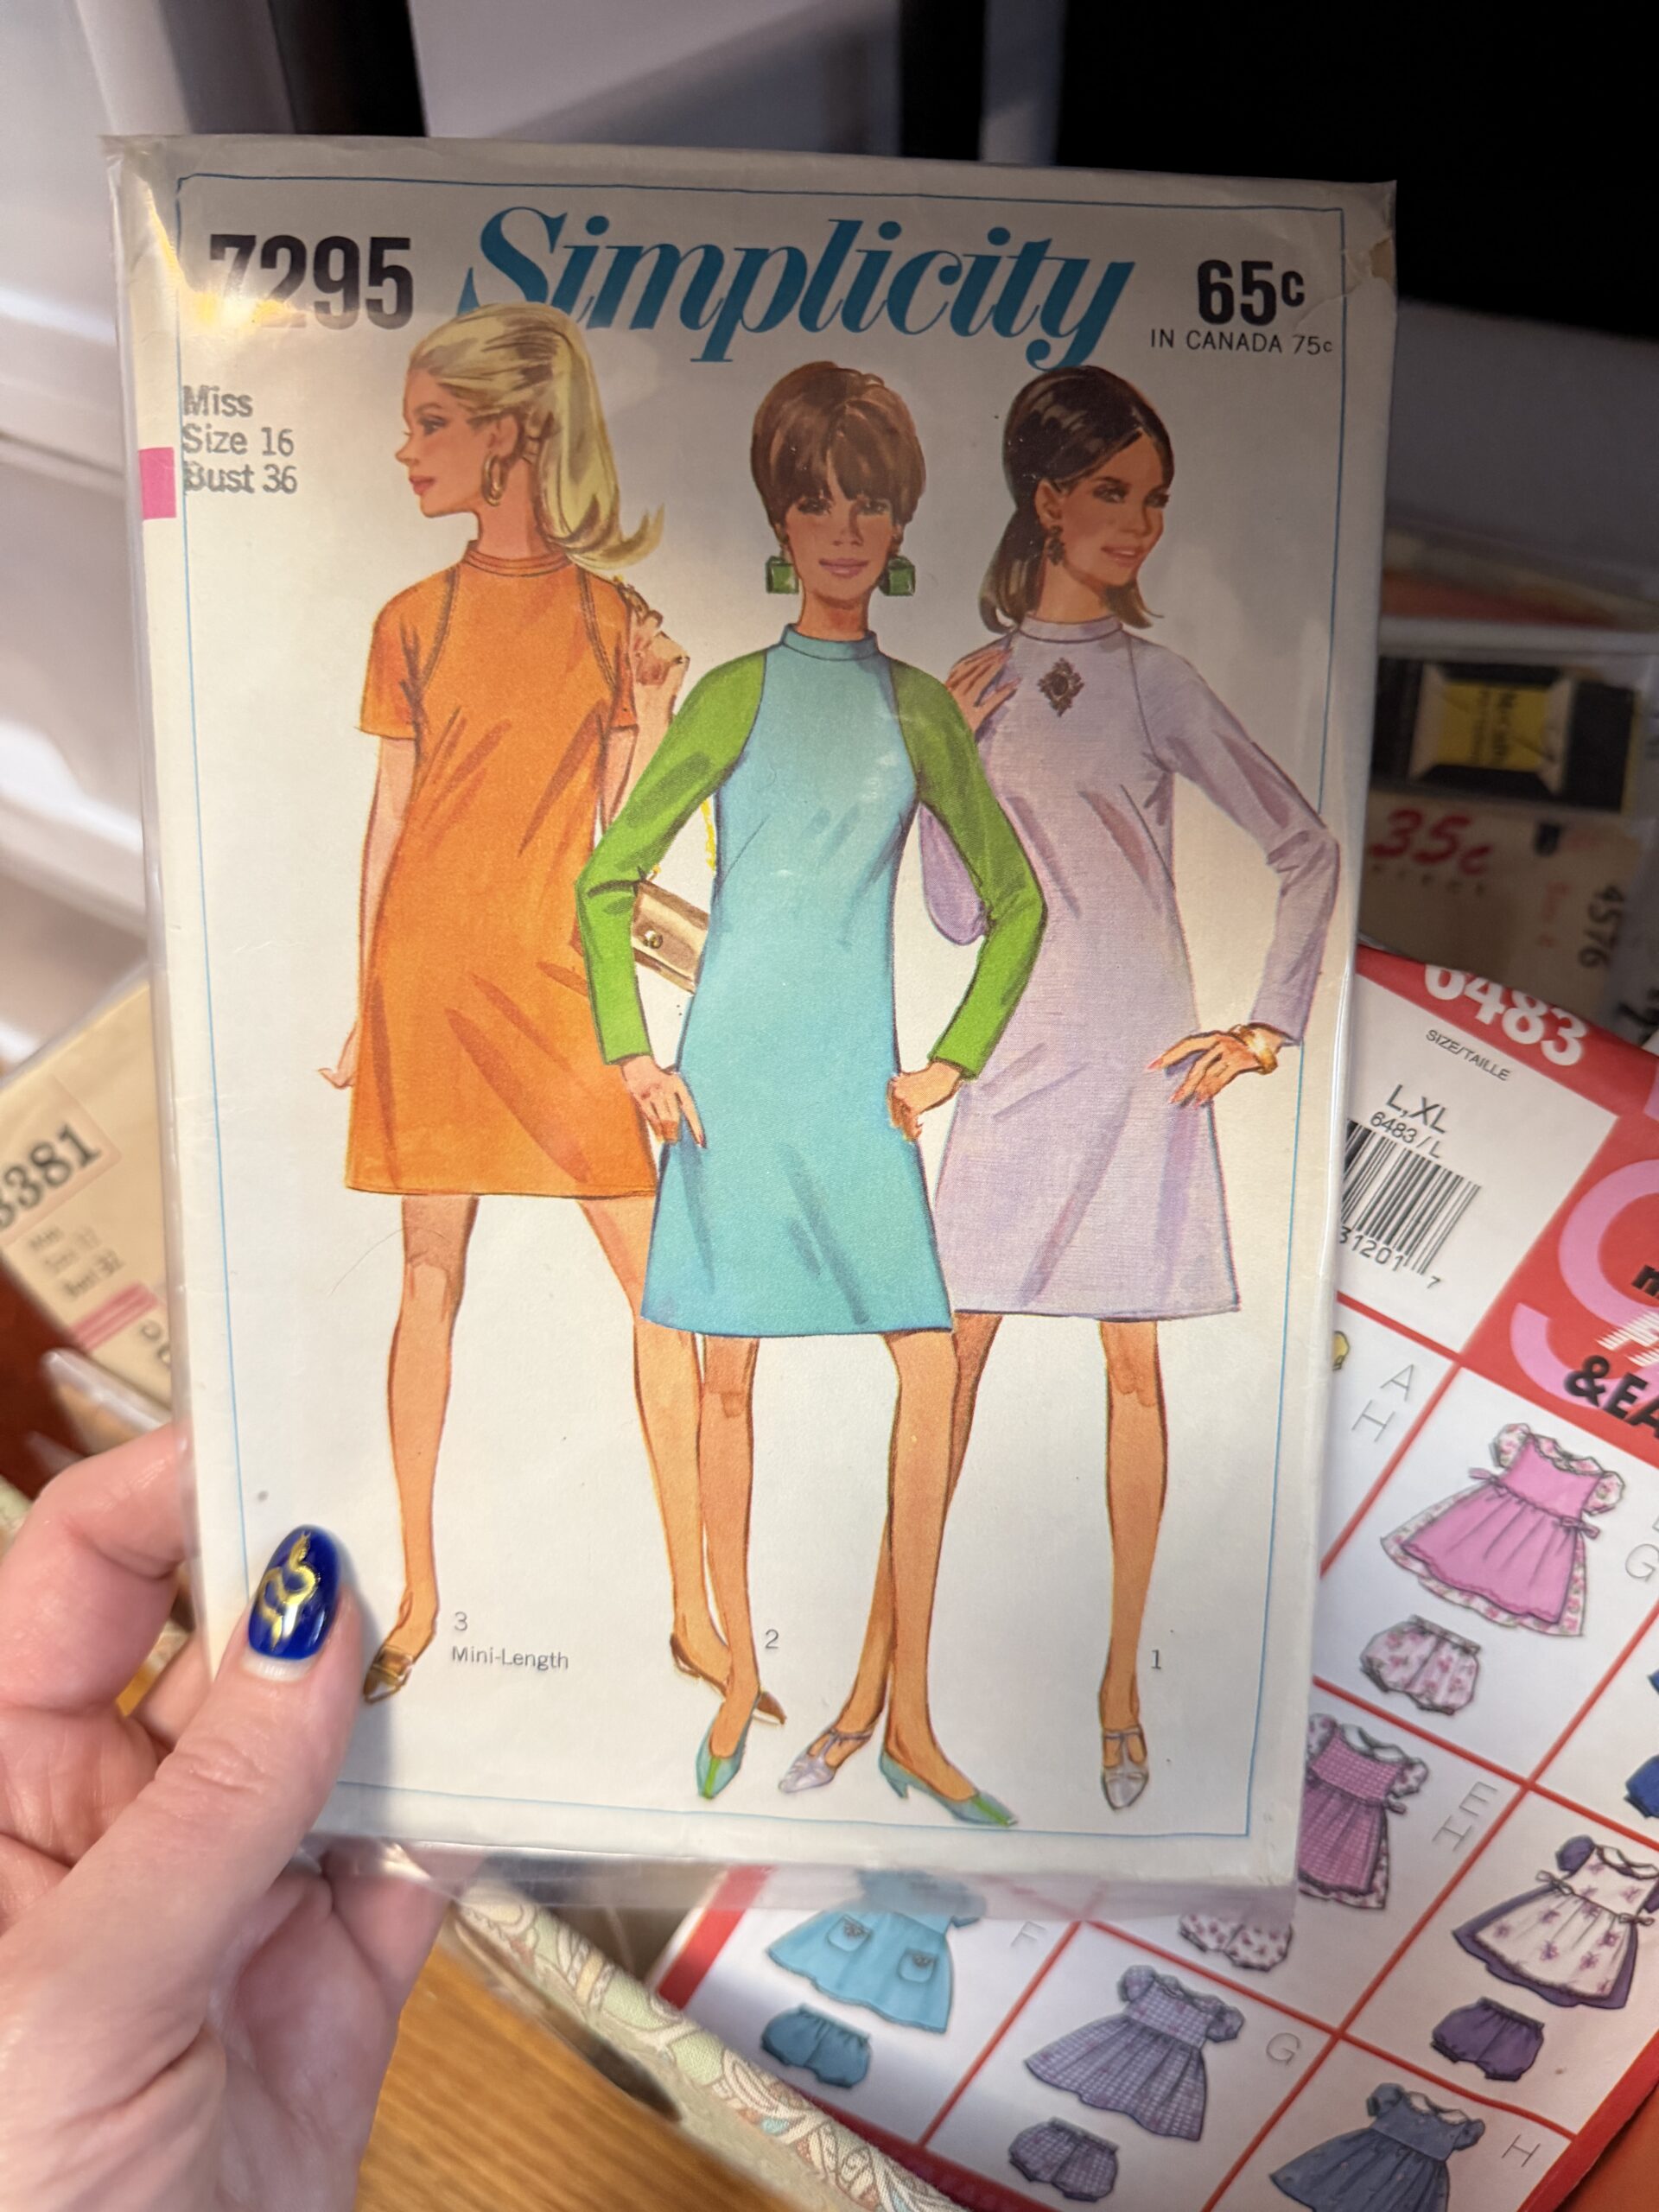 7295
Simplicity
65c
IN CANADA 75c
Miss
Size 16
Bust 36
3
Mini-Length
2
1
35c
4576
6483
SIZE/TAILLE
L,XL
6483/L
31201
7
&EA
A
H
G
E
H
F
G
H
3381